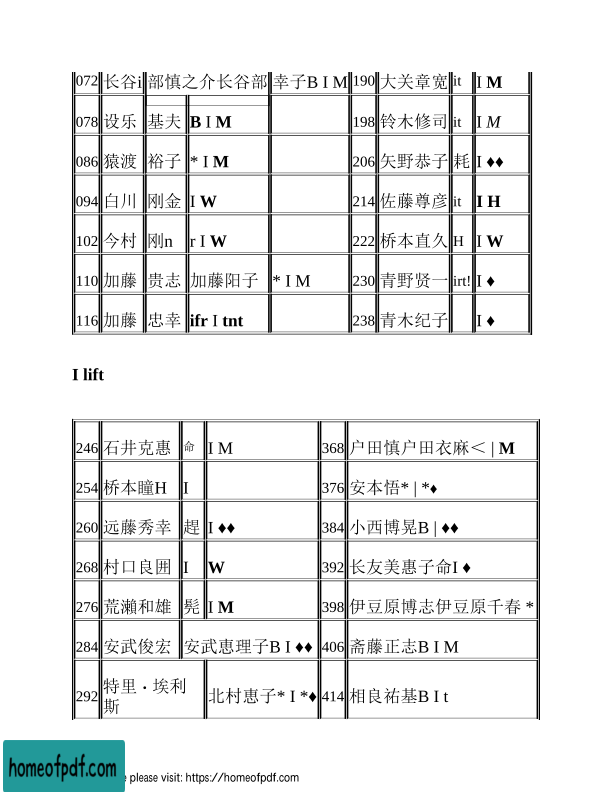 072 长谷i 部慎之介长谷部 幸子B I M 190 大关章宽 it I M
078 设乐 基夫 B I M 198 铃木修司 it I M
086 猿渡 裕子 * I M 206 矢野恭子 耗 I ♦♦
094 白川 刚金 I W 214 佐藤尊彦 it I H
102 今村 刚n r I W 222 桥本直久 H I W
110 加藤 贵志 加藤阳子 * I M 230 青野贤一 irt! I ♦
116 加藤 忠幸 ifr I tnt 238 青木纪子 I ♦
I lift
246 石井克惠 命 I M 368 户田慎户田衣麻＜ | M
254 桥本瞳H I 376 安本悟* | *♦
260 远藤秀幸 趕 I ♦♦ 384 小西博晃B | ♦♦
268 村口良囲 I W 392 长友美惠子命I ♦
276 荒濑和雄 髡 I M 398 伊豆原博志伊豆原千春 *
284 安武俊宏 安武惠理子B I ♦♦ 406 斋藤正志B I M
292 特里·埃利斯 北村恵子* I *♦ 414 相良祐基B I t
homeofpdf.com
e please visit: https://homeofpdf.com